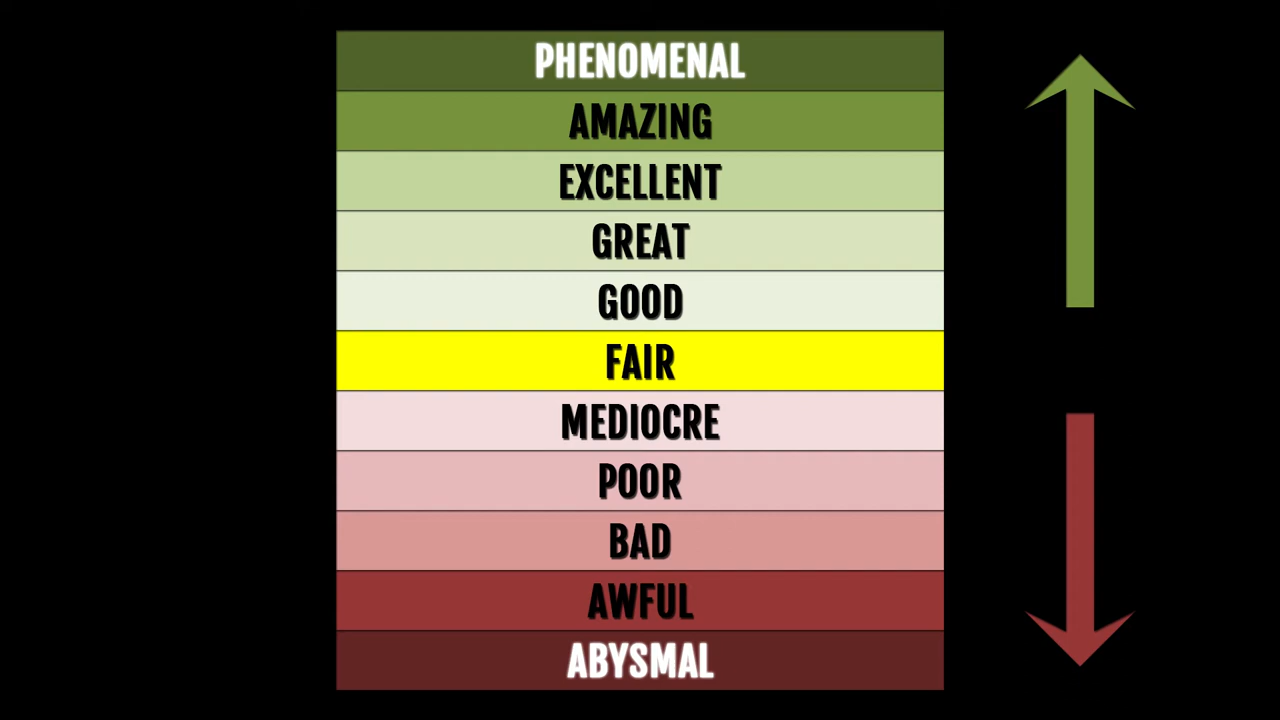 PHENOMENAL
AMAZING
EXCELLENT
GREAT
GOOD
FAIR
MEDIOCRE
POOR
BAD
AWFUL
ABYSMAL